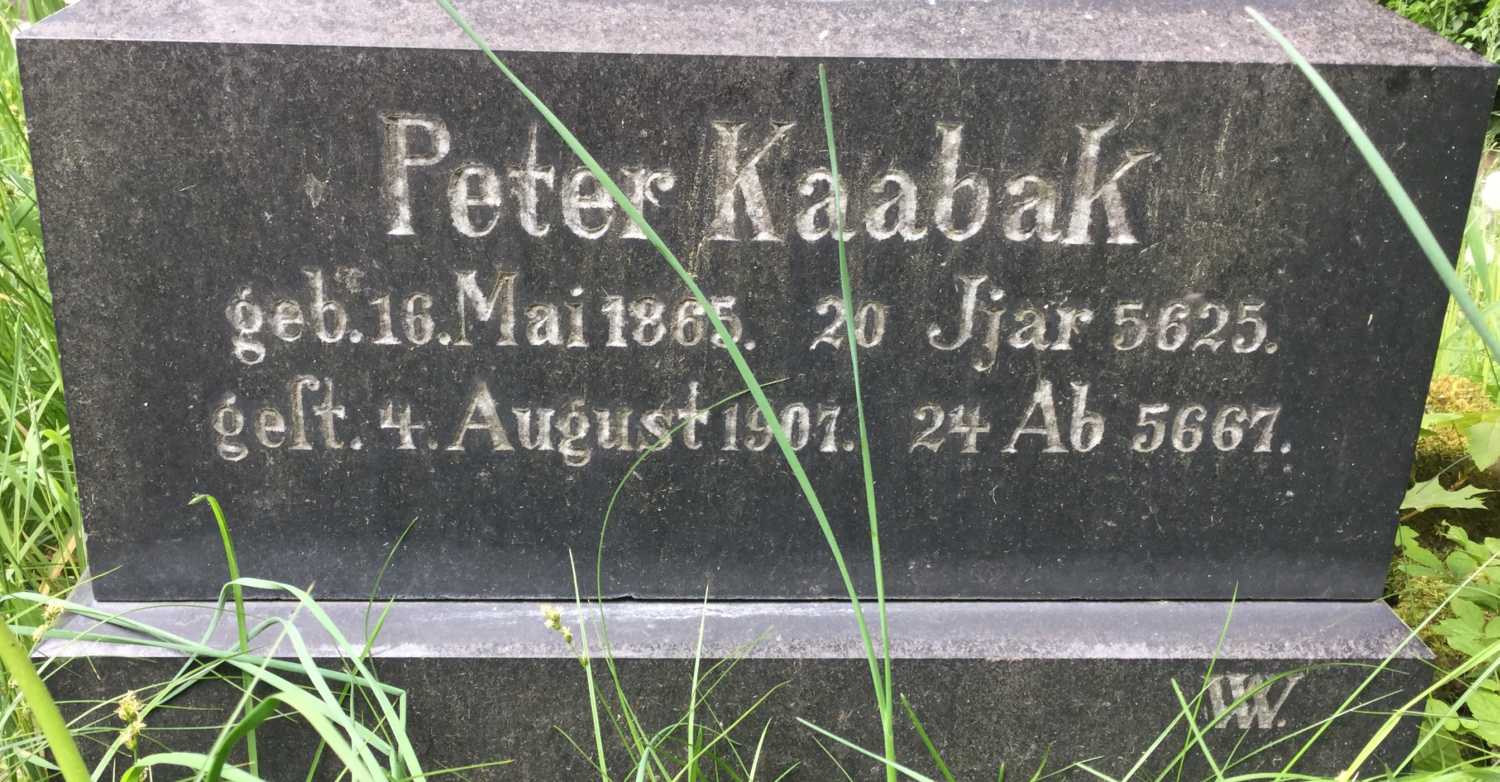 Peter Kaabak
geb. 16. Mai 1865. 20 Jjar 5625.
geſt. 4. August 1907. 24 Ab 5667.
W.